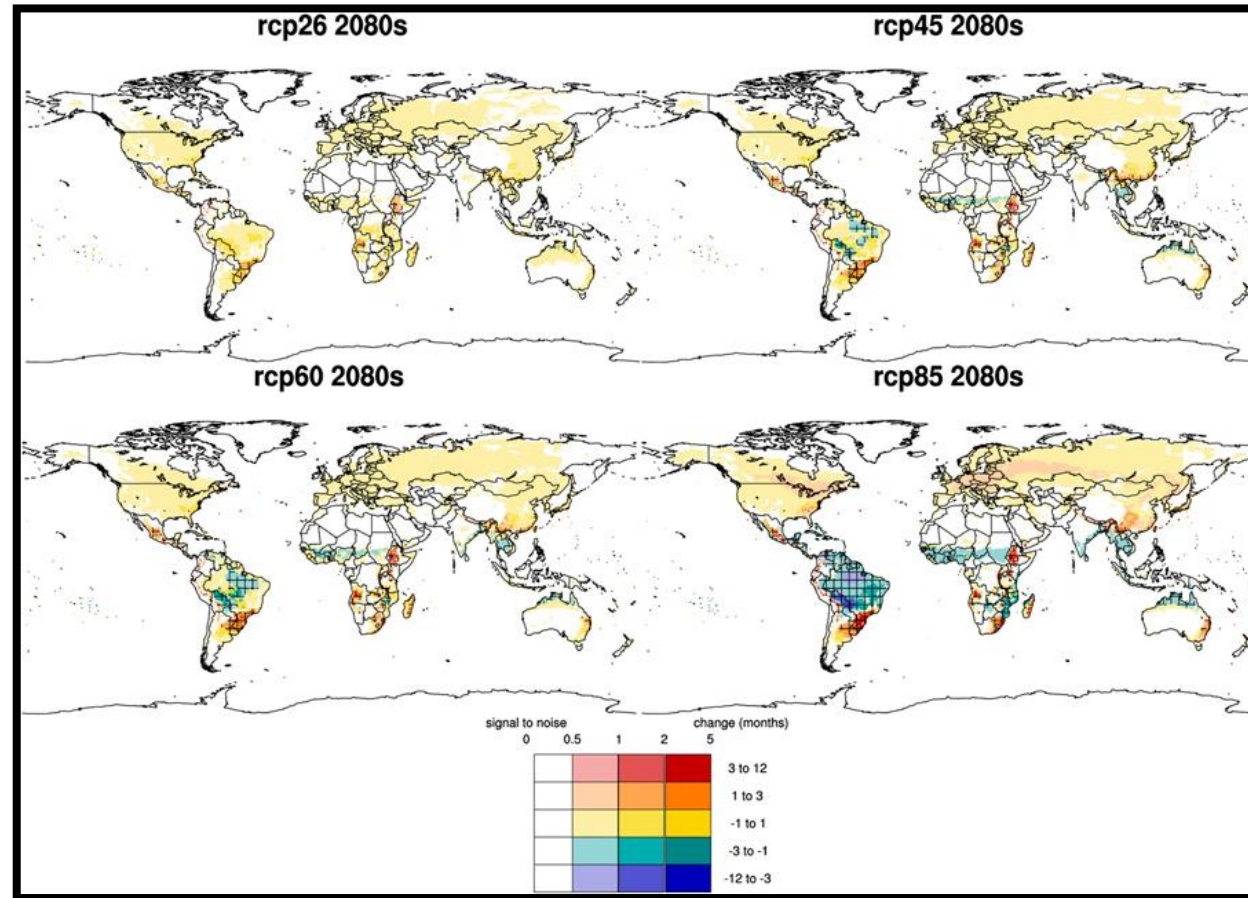 rcp26 2080s
rcp45 2080s
rcp60 2080s
rcp85 2080s
signal to noise
change (months)
0 0.5 1 2 5
3 to 12
1 to 3
-1 to 1
-3 to -1
-12 to -3